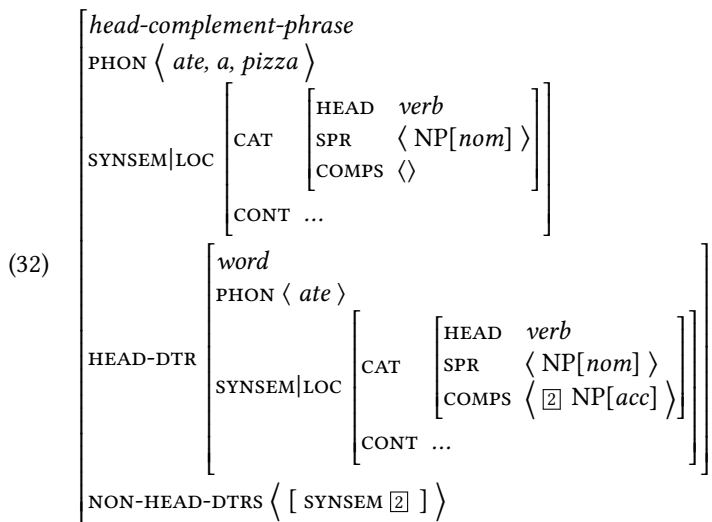 head-complement-phrase
PHON ⟨ ate, a, pizza ⟩
HEAD verb
CAT SPR ⟨ NP[nom] ⟩
SYNSEM|LOC COMPS ⟨⟩
CONT ...
(32)
word
PHON ⟨ ate ⟩
HEAD verb
HEAD-DTR CAT SPR ⟨ NP[nom] ⟩
SYNSEM|LOC COMPS ⟨ 2 NP[acc] ⟩
CONT ...
NON-HEAD-DTRS ⟨ [ SYNSEM 2 ] ⟩